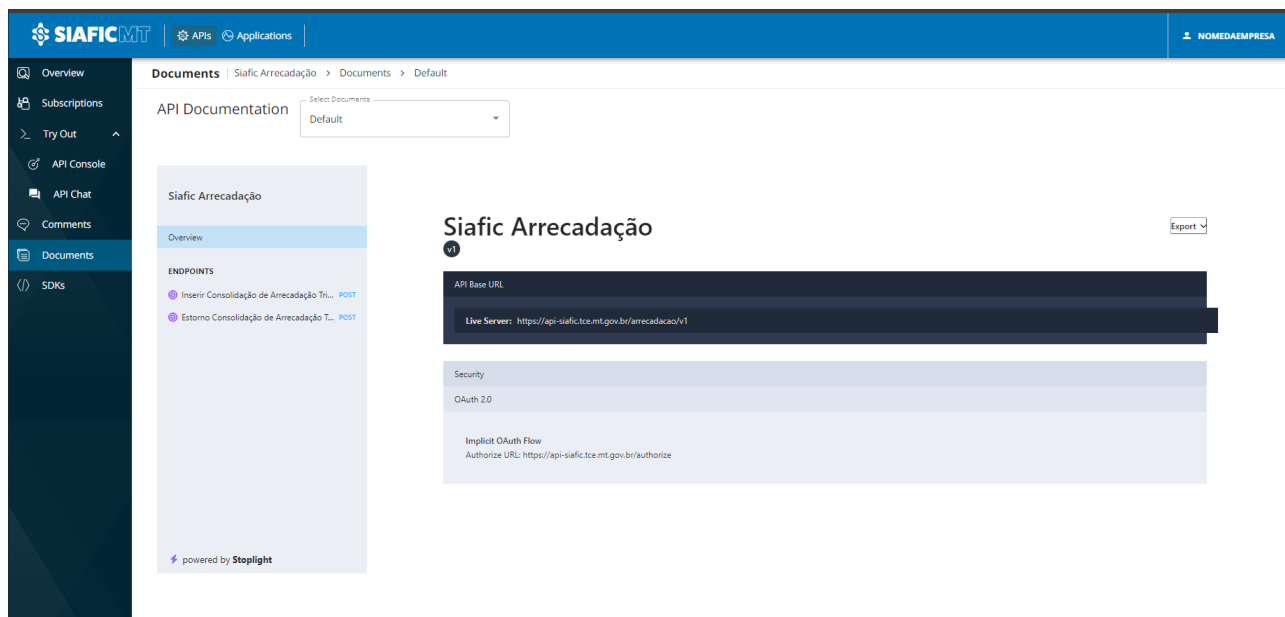 SIAFICMT
APIs
Applications
NOMEDAEMPRESA
Overview
Subscriptions
Try Out
API Console
API Chat
Comments
Documents
SDKs
Documents | Siafic Arrecadação > Documents > Default
API Documentation
Select Documents
Default
Siafic Arrecadação
Overview
ENDPOINTS
Inserir Consolidação de Arrecadação Tri... POST
Estorno Consolidação de Arrecadação T... POST
powered by Stoplight
Siafic Arrecadação
v1
Export
API Base URL
Live Server: https://api-siafic.tce.mt.gov.br/arrecadacao/v1
Security
OAuth 2.0
Implicit OAuth Flow
Authorize URL: https://api-siafic.tce.mt.gov.br/authorize